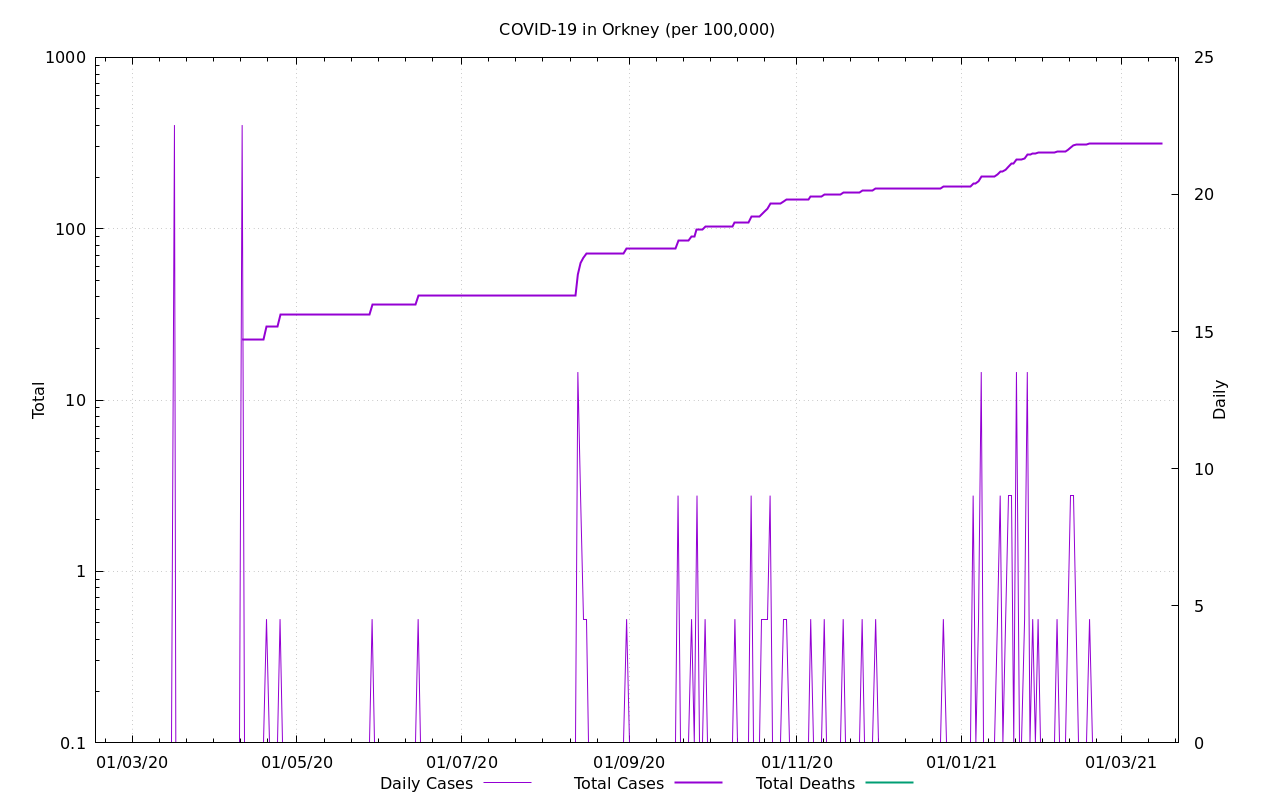 COVID-19 in Orkney (per 100,000)
1000
100
10
1
0.1
Total
25
20
15
10
5
0
Daily
01/03/20 01/05/20 01/07/20 01/09/20 01/11/20 01/01/21 01/03/21
Daily Cases Total Cases Total Deaths